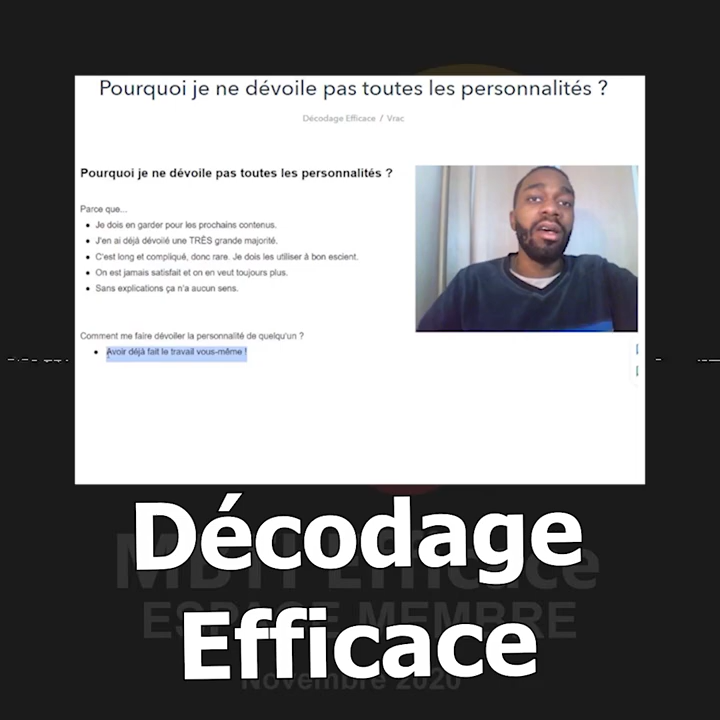 Pourquoi je ne dévoile pas toutes les personnalités ?
Décodage Efficace / Vrac
Pourquoi je ne dévoile pas toutes les personnalités ?
Parce que...
• Je dois en garder pour les prochains contenus.
• J'en ai déjà dévoilé une TRÈS grande majorité.
• C'est long et compliqué, donc rare. Je dois les utiliser à bon escient.
• On est jamais satisfait et on en veut toujours plus.
• Sans explications ça n'a aucun sens.
Comment me faire dévoiler la personnalité de quelqu'un ?
• Avoir déjà fait le travail vous-même !
Décodage
MBTI Efficace
ESPACE MEMBRE
Efficace
Novembre 2020